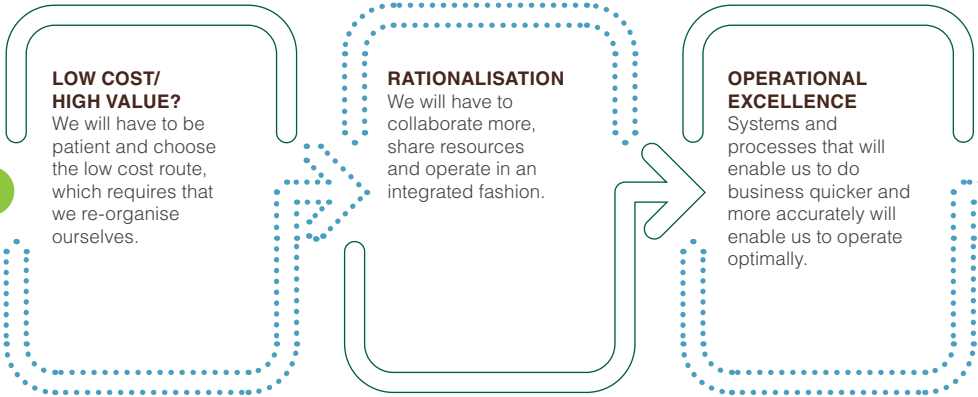 LOW COST/
HIGH VALUE?
We will have to be
patient and choose
the low cost route,
which requires that
we re-organise
ourselves.
RATIONALISATION
We will have to
collaborate more,
share resources
and operate in an
integrated fashion.
OPERATIONAL
EXCELLENCE
Systems and
processes that will
enable us to do
business quicker and
more accurately will
enable us to operate
optimally.